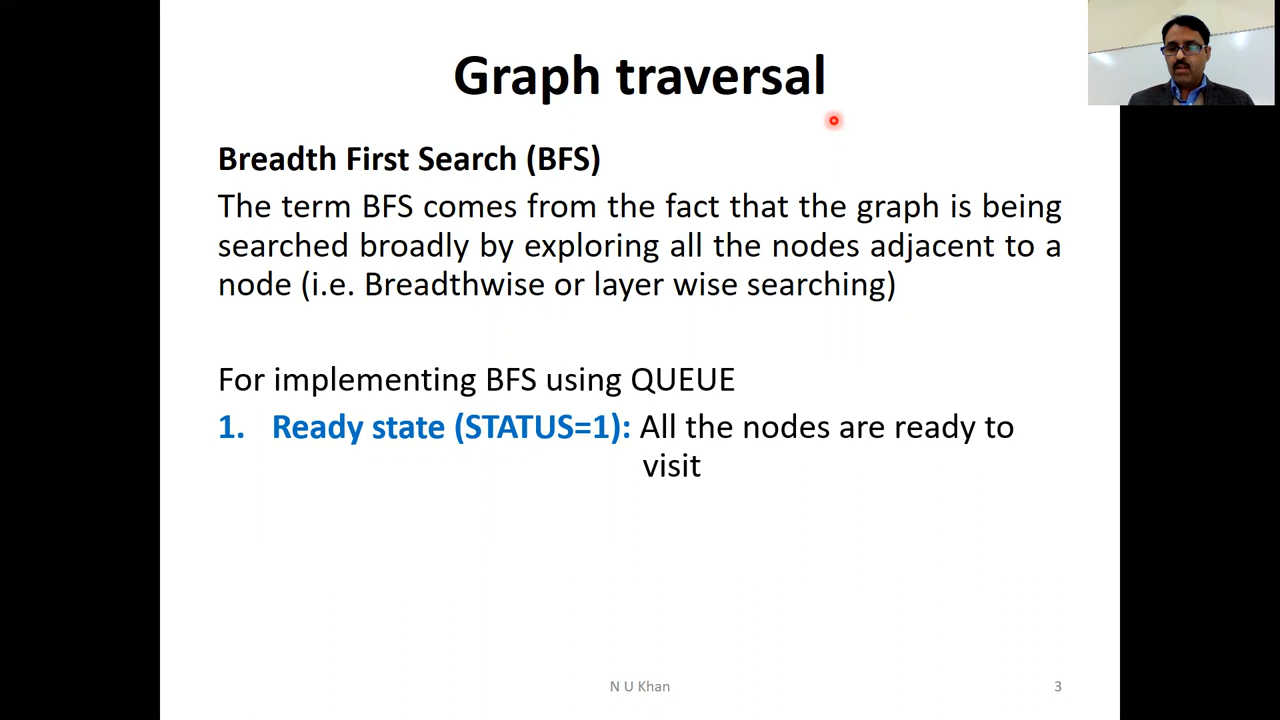 Graph traversal
Breadth First Search (BFS)
The term BFS comes from the fact that the graph is being
searched broadly by exploring all the nodes adjacent to a
node (i.e. Breadthwise or layer wise searching)
For implementing BFS using QUEUE
1. Ready state (STATUS=1): All the nodes are ready to
visit
N U Khan
3